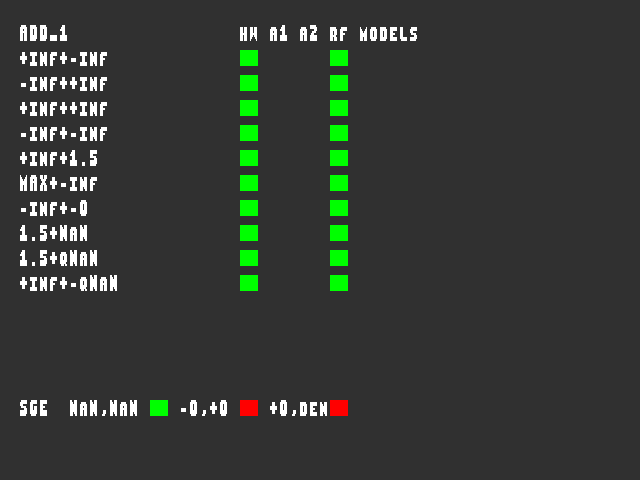 ADD_1 HW A1 A2 RF MODELS
+INF+-INF
-INF++INF
+INF++INF
-INF+-INF
+INF+1.5
MAX+-INF
-INF+-0
1.5+NAN
1.5+QNAN
+INF+-QNAN
SGE NAN,NAN -0,+0 +0,DEN